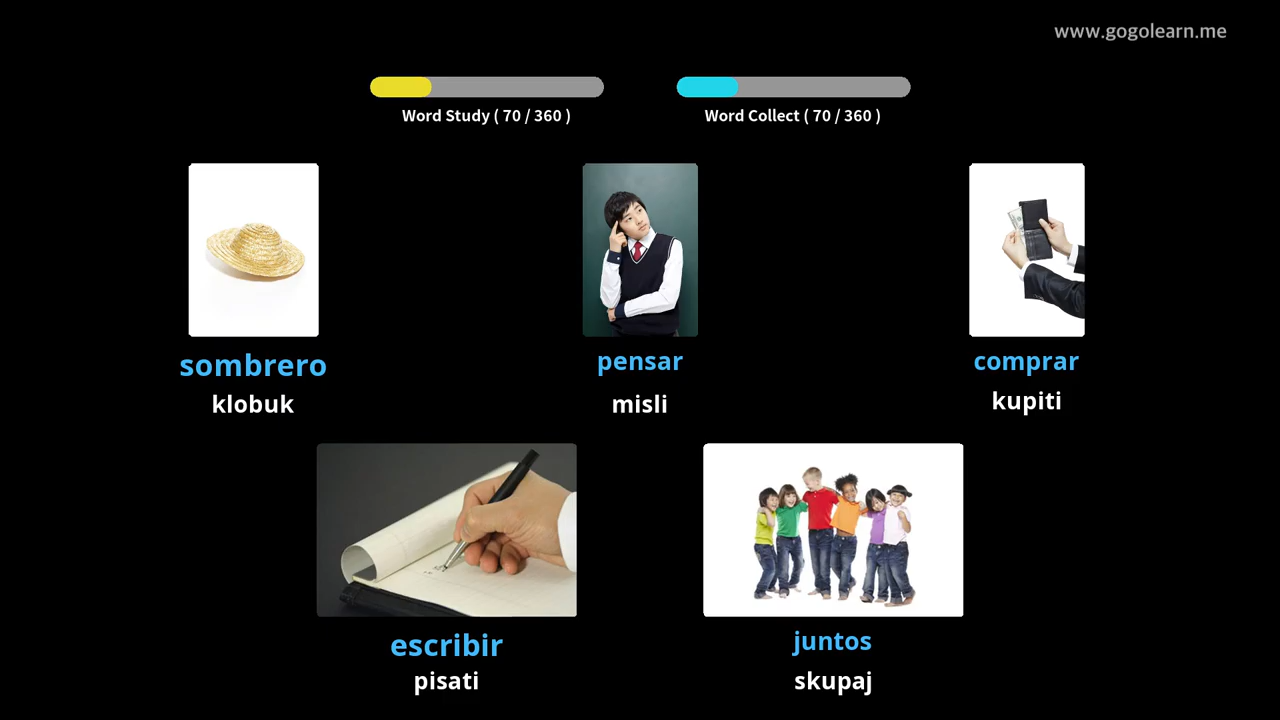 www.gogolearn.me
Word Study ( 70 / 360 )
Word Collect ( 70 / 360 )
sombrero
klobuk
pensar
misli
comprar
kupiti
escribir
pisati
juntos
skupaj